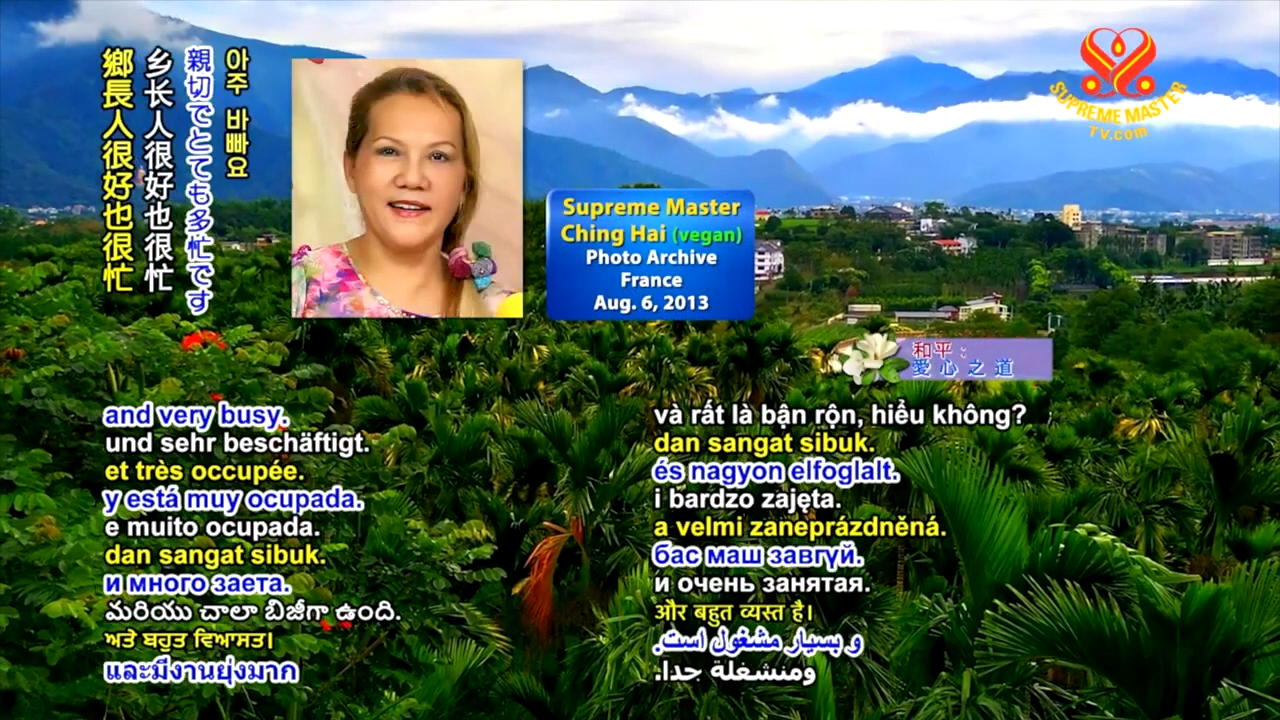 鄉長人很好也很忙
乡长人很好也很忙
親切でとても多忙です
아주 바빠요
SUPREME MASTER
TV.com
Supreme Master
Ching Hai (vegan)
Photo Archive
France
Aug. 6, 2013
和平：
愛心之道
and very busy.
und sehr beschäftigt.
et très occupée.
y está muy ocupada.
e muito ocupada.
dan sangat sibuk.
и много заета.
మరియు చాలా బిజీగా ఉంది.
ਅਤੇ ਬਹੁਤ ਵਿਆਸਤ।
และมีงานยุ่งมาก
và rất là bận rộn, hiểu không?
dan sangat sibuk.
és nagyon elfoglalt.
i bardzo zajęta.
a velmi zaneprázdněná.
бас маш завгүй.
и очень занятая.
और बहुत व्यस्त है।
و بسیار مشغول است.
ومنشغلة جدا.